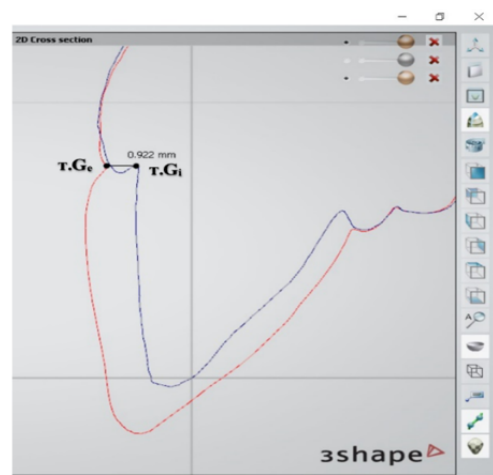 2D Cross section
0.922 mm
т.Gₑ
т.Gᵢ
3shape